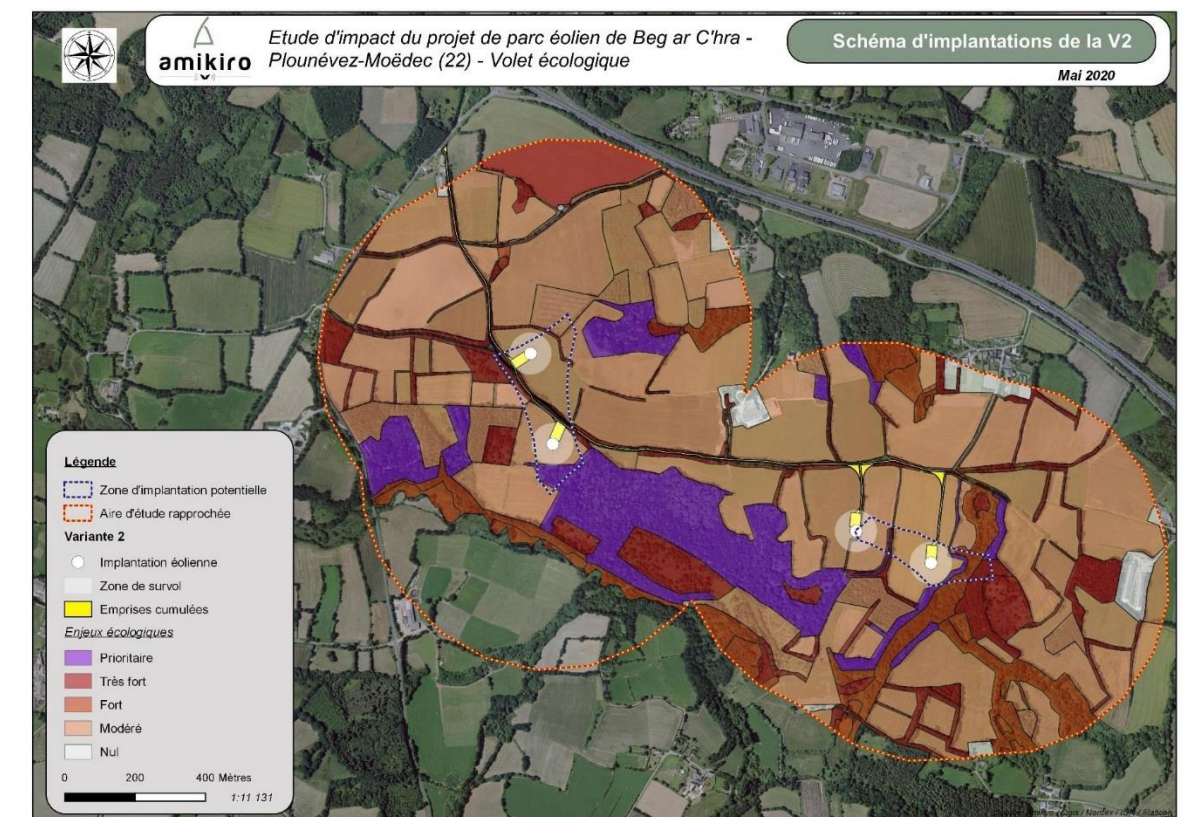 amikiro
Etude d'impact du projet de parc éolien de Beg ar C'hra -
Plounévez-Moëdec (22) - Volet écologique
Schéma d'implantations de la V2
Mai 2020
Légende
Zone d'implantation potentielle
Aire d'étude rapprochée
Variante 2
Implantation éolienne
Zone de survol
Emprises cumulées
Enjeux écologiques
Prioritaire
Très fort
Fort
Modéré
Nul
0 200 400 Mètres
1:11 131
/ Nordex / IGN /